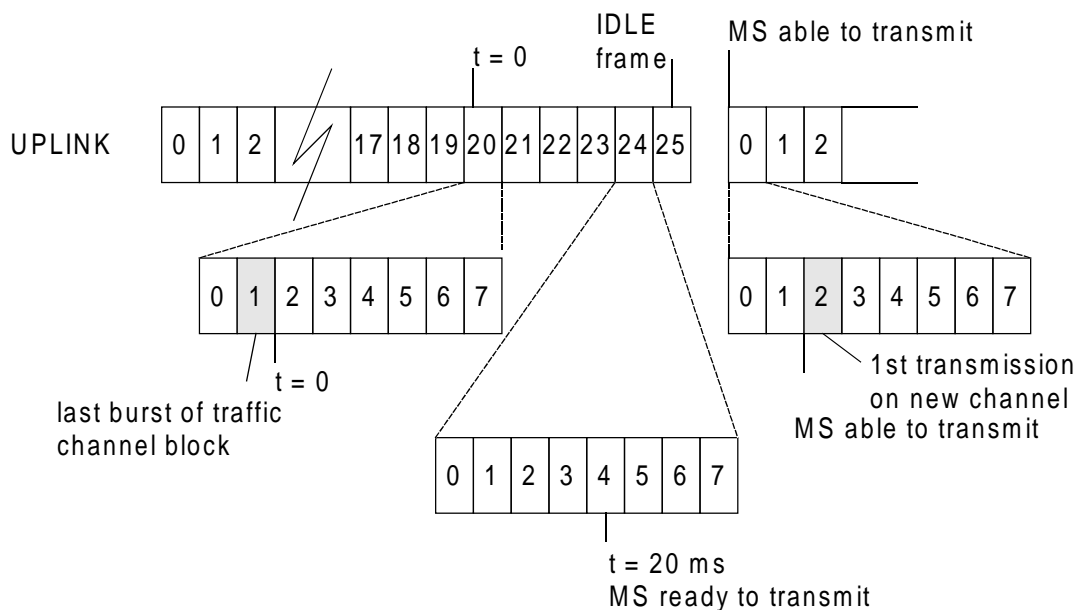 IDLE
frame
MS able to transmit
t = 0
UPLINK
0 1 2 17 18 19 20 21 22 23 24 25
0 1 2
0 1 2 3 4 5 6 7
0 1 2 3 4 5 6 7
t = 0
last burst of traffic
channel block
1st transmission
on new channel
MS able to transmit
0 1 2 3 4 5 6 7
t = 20 ms
MS ready to transmit